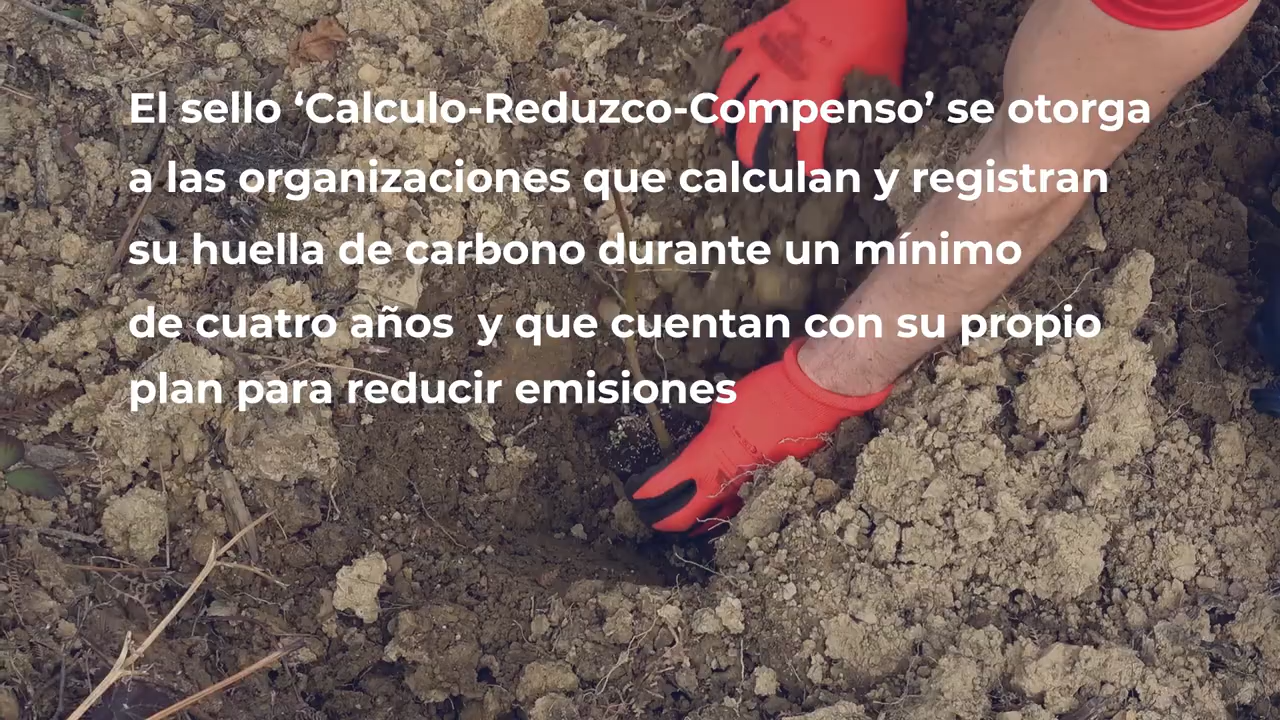 El sello ‘Calculo-Reduzco-Compenso’ se otorga
a las organizaciones que calculan y registran
su huella de carbono durante un mínimo
de cuatro años  y que cuentan con su propio
plan para reducir emisiones